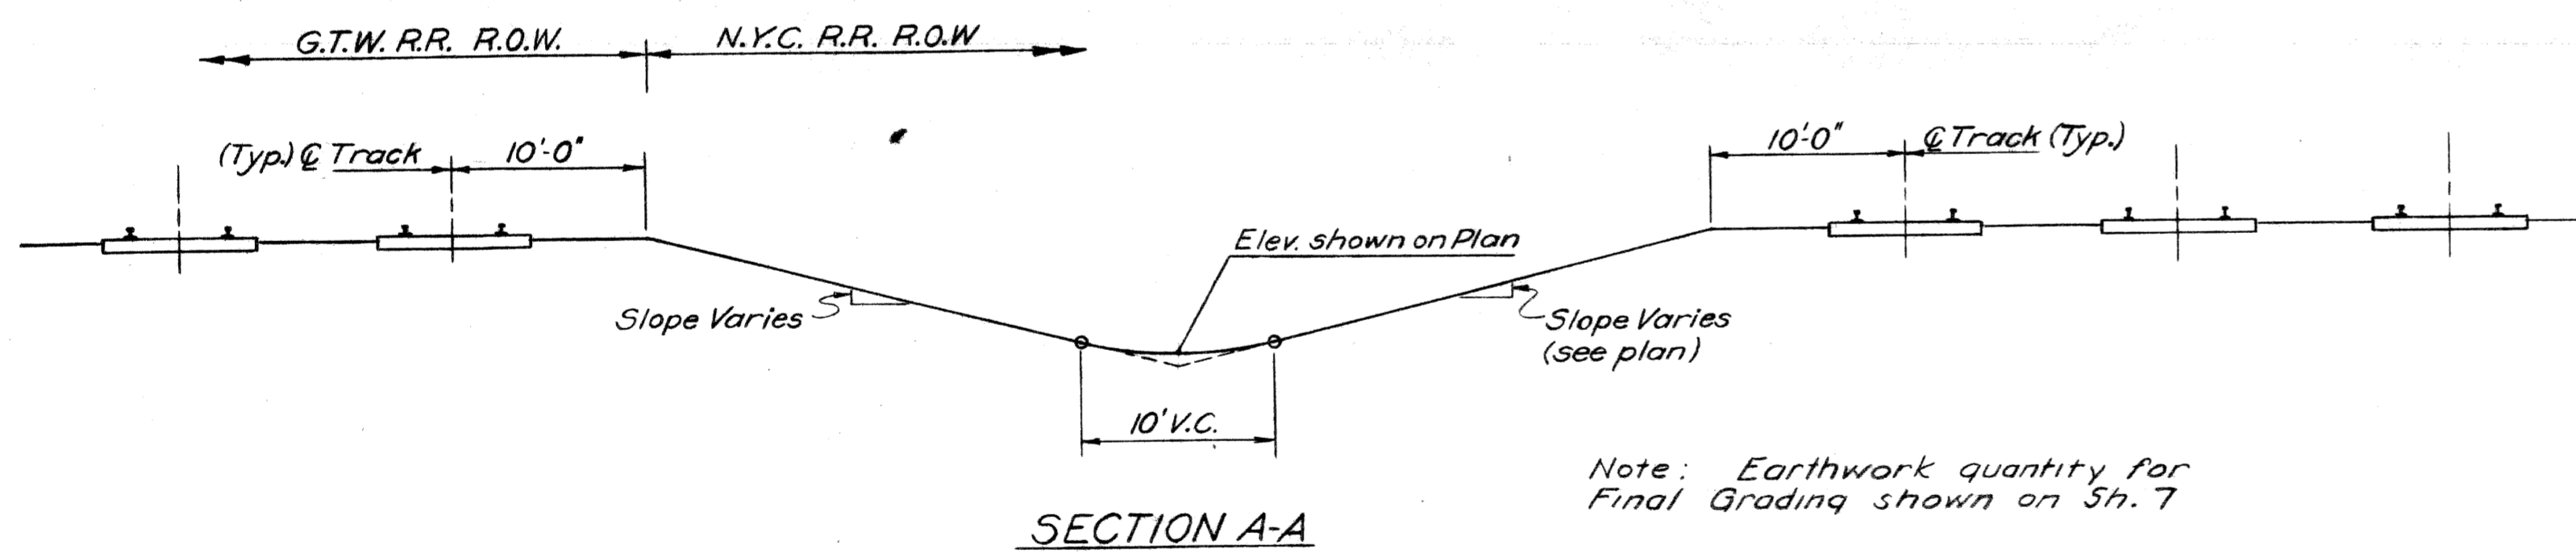 G.T.W. R.R. R.O.W.
N.Y.C. R.R. R.O.W
(Typ.) ℄ Track
10'-0"
10'-0"
℄ Track (Typ.)
Elev. shown on Plan
Slope Varies
Slope Varies
(see plan)
10' V.C.
Note: Earthwork quantity for
Final Grading shown on Sh. 7
SECTION A-A